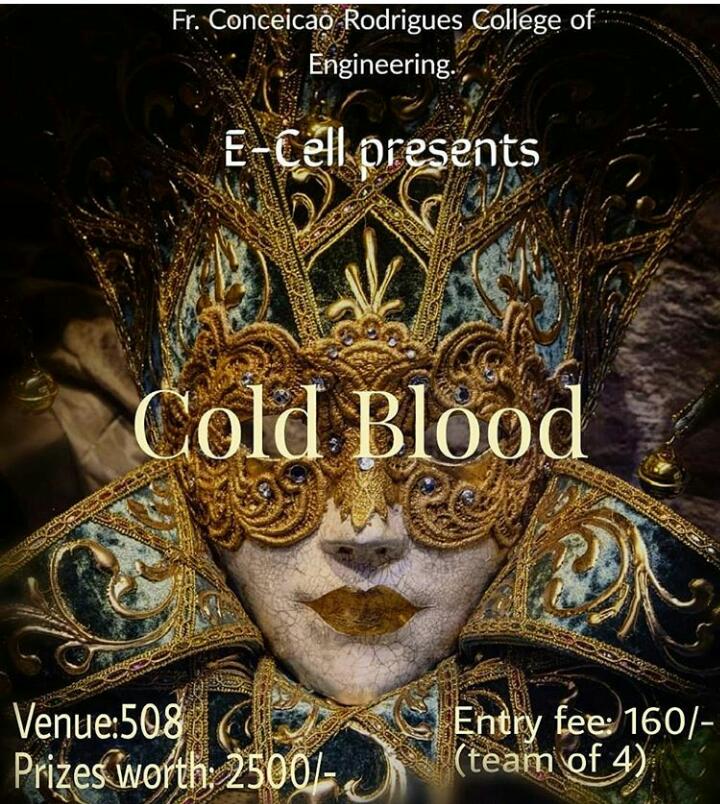 Fr. Conceicao Rodrigues College of
Engineering.
E-Cell presents
Cold Blood
Venue:508
Prizes worth: 2500/-
Entry fee: 160/-
(team of 4)